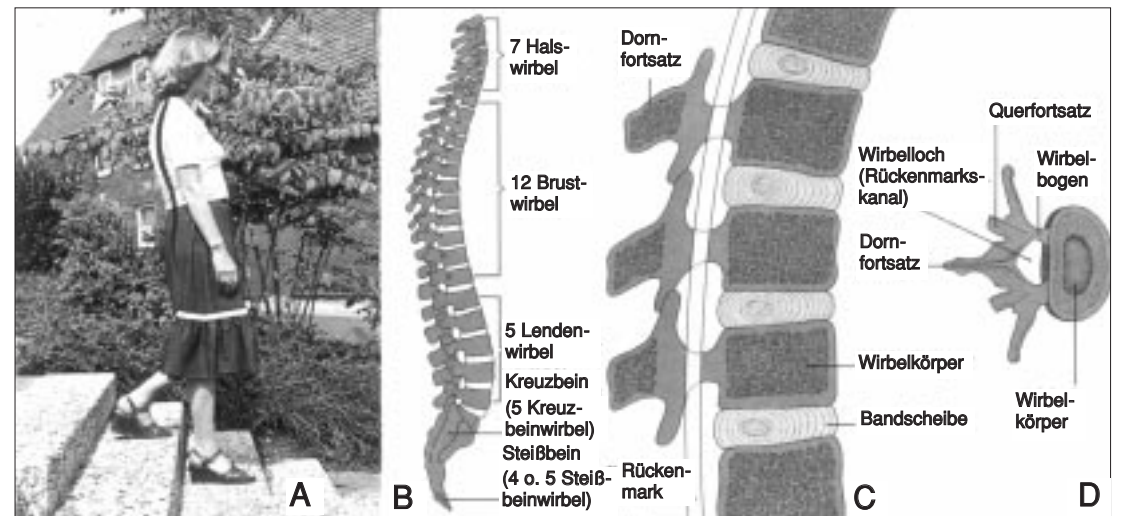 A
B
7 Hals-
wirbel
12 Brust-
wirbel
5 Lenden-
wirbel
Kreuzbein
(5 Kreuz-
beinwirbel)
Steißbein
(4 o. 5 Steiß-
beinwirbel)
Dorn-
fortsatz
Rücken-
mark
Wirbelkörper
Bandscheibe
C
Querfortsatz
Wirbelloch
(Rückenmarks-
kanal)
Wirbel-
bogen
Dorn-
fortsatz
Wirbel-
körper
D